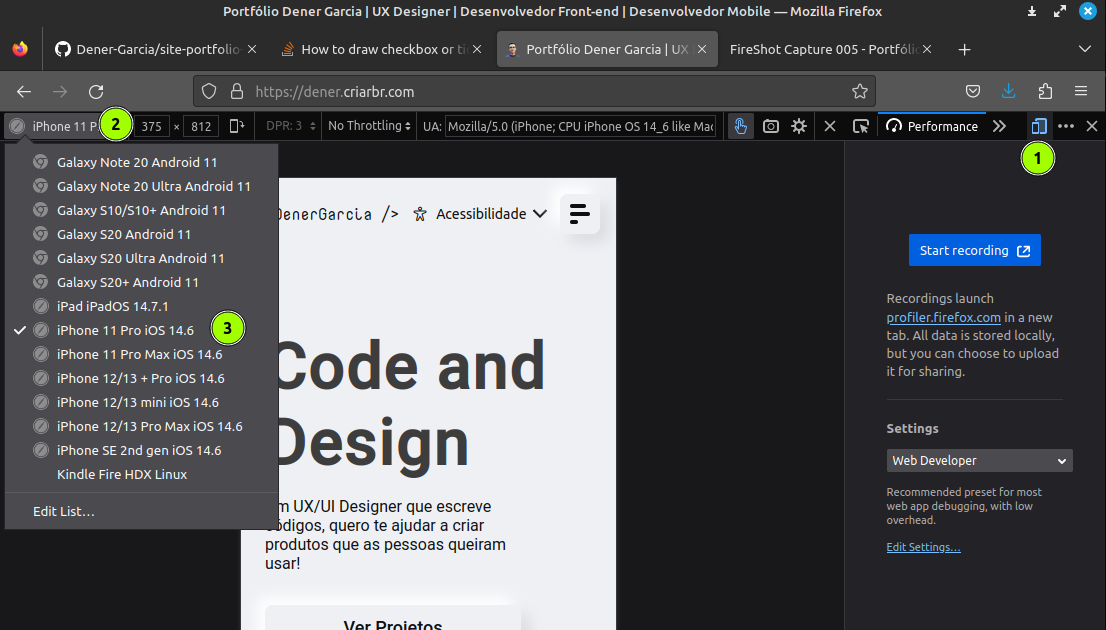 Portfólio Dener Garcia | UX Designer | Desenvolvedor Front-end | Desenvolvedor Mobile — Mozilla Firefox
Dener-Garcia/site-portfolio
How to draw checkbox or tic
Portfólio Dener Garcia | UX
FireShot Capture 005 - Portfóli
https://dener.criarbr.com
iPhone 11 P
2
375 × 812
DPR: 3
No Throttling
UA:
Mozilla/5.0 (iPhone; CPU iPhone OS 14_6 like Mac
Performance
1
Galaxy Note 20 Android 11
Galaxy Note 20 Ultra Android 11
Galaxy S10/S10+ Android 11
Galaxy S20 Android 11
Galaxy S20 Ultra Android 11
Galaxy S20+ Android 11
iPad iPadOS 14.7.1
iPhone 11 Pro iOS 14.6
3
iPhone 11 Pro Max iOS 14.6
iPhone 12/13 + Pro iOS 14.6
iPhone 12/13 mini iOS 14.6
iPhone 12/13 Pro Max iOS 14.6
iPhone SE 2nd gen iOS 14.6
Kindle Fire HDX Linux
Edit List…
DenerGarcia />
Acessibilidade
Code and
Design
m UX/UI Designer que escreve
códigos, quero te ajudar a criar
produtos que as pessoas queiram
usar!
Ver Projetos
Start recording
Recordings launch
profiler.firefox.com in a new
tab. All data is stored locally,
but you can choose to upload
it for sharing.
Settings
Web Developer
Recommended preset for most
web app debugging, with low
overhead.
Edit Settings…